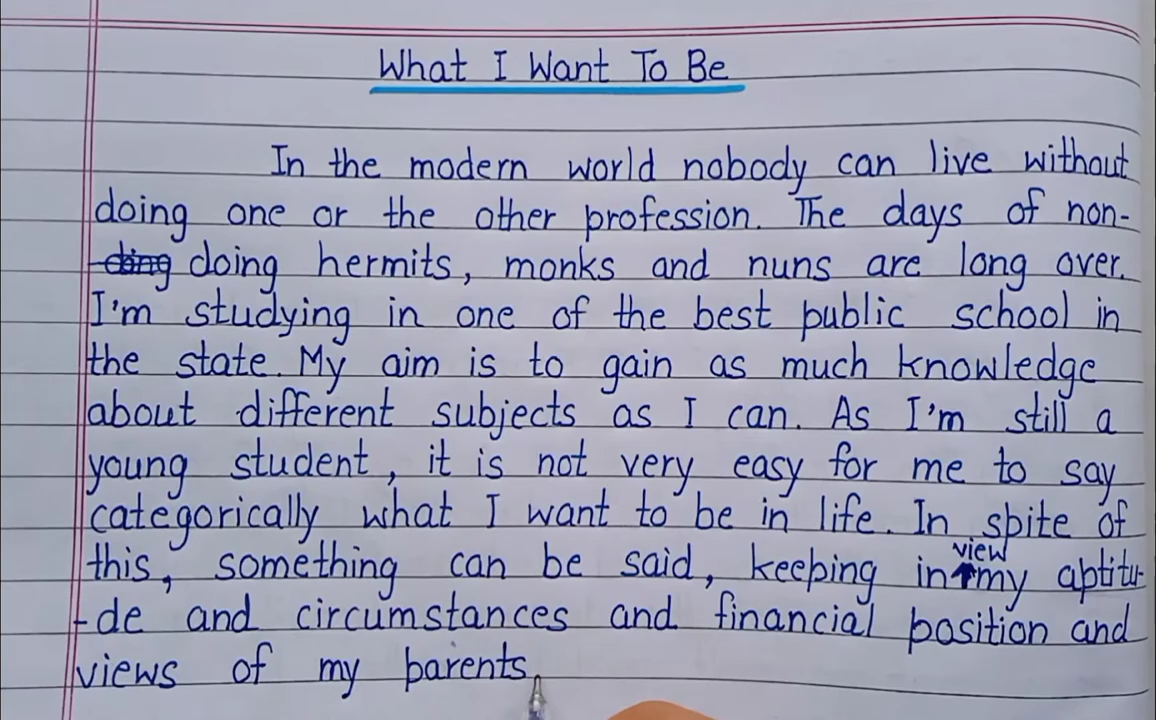 What I Want To Be
In the modern world nobody can live without
doing one or the other profession. The days of non-
doing hermits, monks and nuns are long over.
I'm studying in one of the best public school in
the state. My aim is to gain as much knowledge
about different subjects as I can. As I'm still a
young student, it is not very easy for me to say
categorically what I want to be in life. In spite of
this, something can be said, keeping in view my aptitu-
-de and circumstances and financial position and
views of my parents.